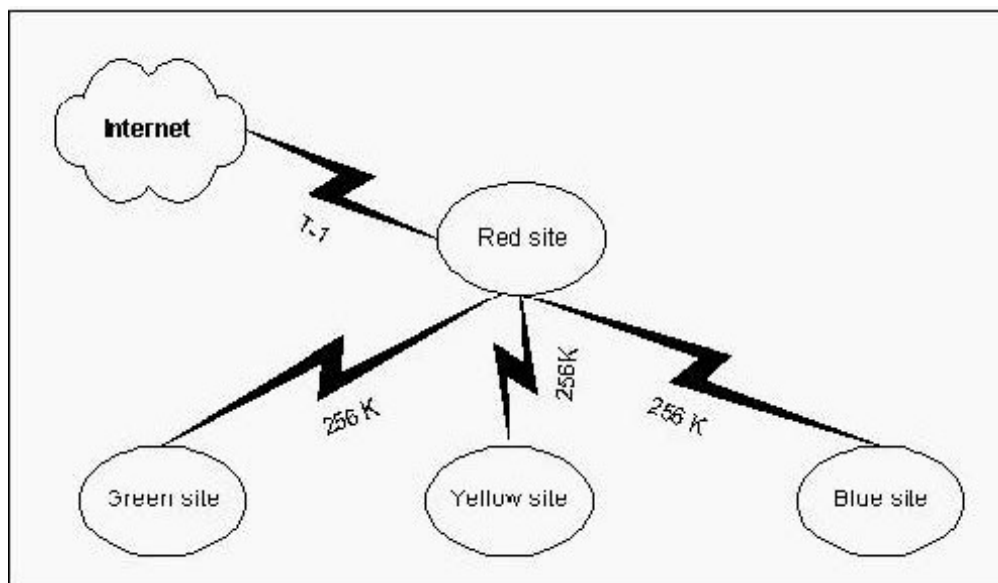 Internet
T-1
Red site
256 K
256K
256 K
Green site
Yellow site
Blue site